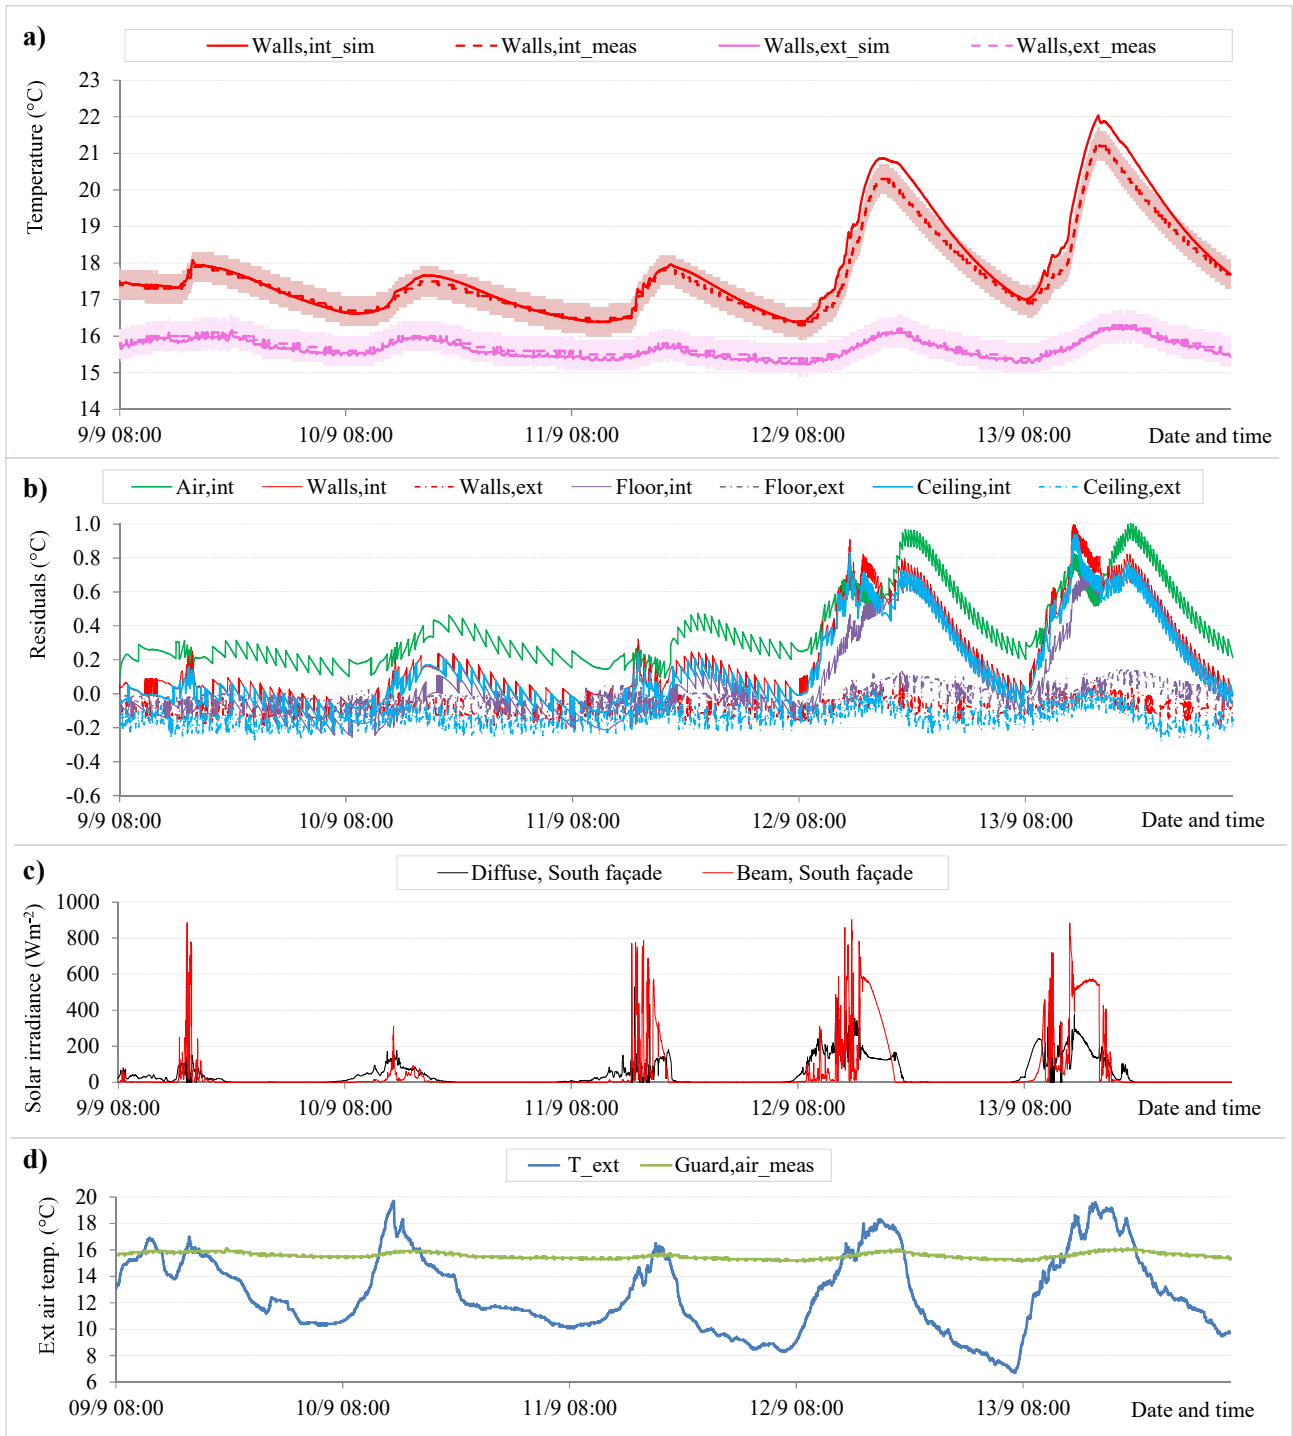 a)
Walls,int_sim Walls,int_meas Walls,ext_sim Walls,ext_meas
Temperature (°C)
23
22
21
20
19
18
17
16
15
14
9/9 08:00 10/9 08:00 11/9 08:00 12/9 08:00 13/9 08:00 Date and time
b)
Air,int Walls,int Walls,ext Floor,int Floor,ext Ceiling,int Ceiling,ext
Residuals (°C)
1.0
0.8
0.6
0.4
0.2
0.0
-0.2
-0.4
-0.6
9/9 08:00 10/9 08:00 11/9 08:00 12/9 08:00 13/9 08:00 Date and time
c)
Diffuse, South façade Beam, South façade
Solar irradiance (Wm⁻²)
1000
800
600
400
200
0
9/9 08:00 10/9 08:00 11/9 08:00 12/9 08:00 13/9 08:00 Date and time
d)
T_ext Guard,air_meas
Ext air temp. (°C)
20
18
16
14
12
10
8
6
09/9 08:00 10/9 08:00 11/9 08:00 12/9 08:00 13/9 08:00 Date and time